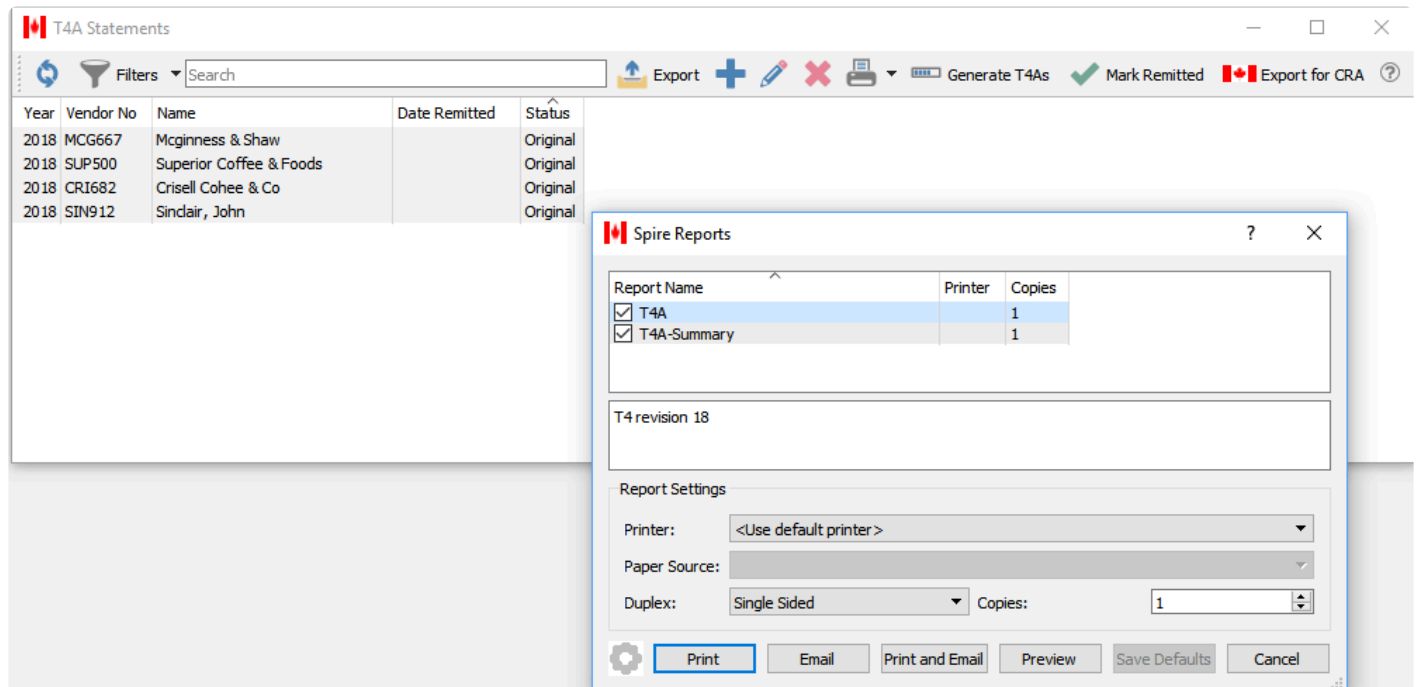 T4A Statements
Filters Search Export Generate T4As Mark Remitted Export for CRA ?
Year Vendor No Name Date Remitted Status
2018 MCG667 Mcginness & Shaw Original
2018 SUP500 Superior Coffee & Foods Original
2018 CRI682 Crisell Cohee & Co Original
2018 SIN912 Sinclair, John Original
Spire Reports ?
Report Name Printer Copies
T4A 1
T4A-Summary 1
T4 revision 18
Report Settings
Printer: <Use default printer>
Paper Source:
Duplex: Single Sided Copies: 1
Print Email Print and Email Preview Save Defaults Cancel